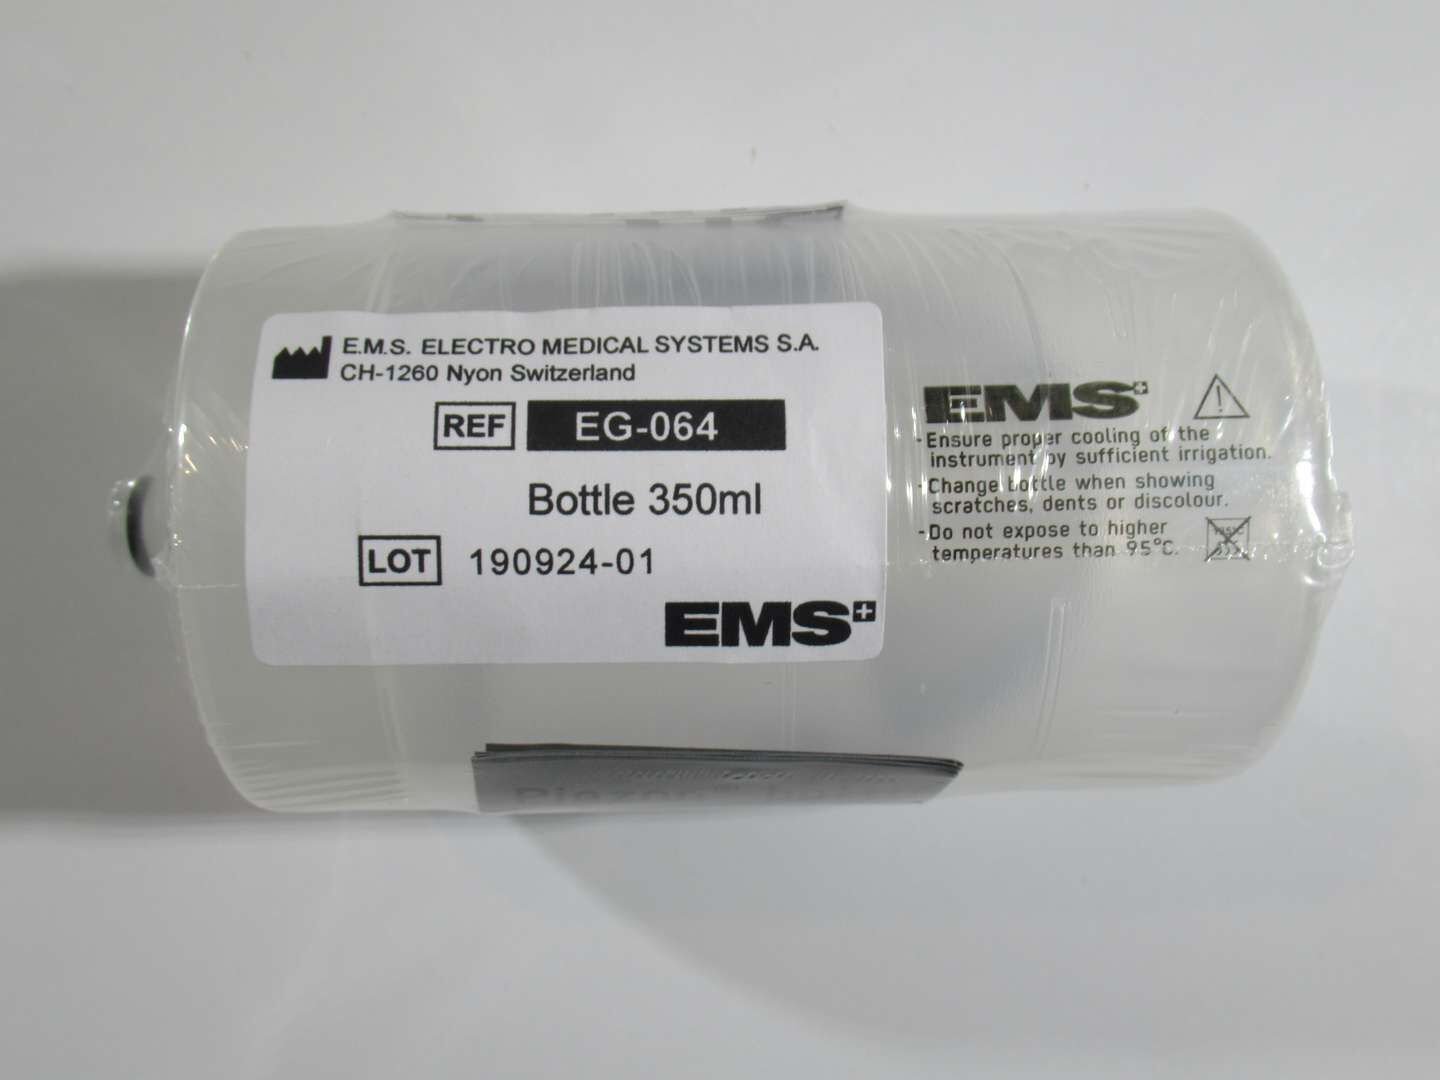 E.M.S. ELECTRO MEDICAL SYSTEMS S.A.
CH-1260 Nyon Switzerland
REF EG-064
Bottle 350ml
LOT 190924-01
EMS+
EMS+
-Ensure proper cooling of the
instrument by sufficient irrigation.
-Change bottle when showing
scratches, dents or discolour.
-Do not expose to higher
temperatures than 95°C.